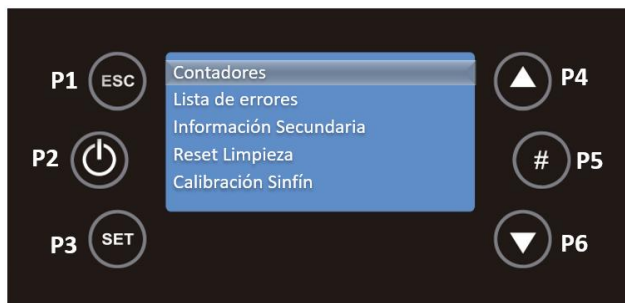 P1 ESC
Contadores
Lista de errores
Información Secundaria
Reset Limpieza
Calibración Sinfín
P4
P2
# P5
P3 SET
P6